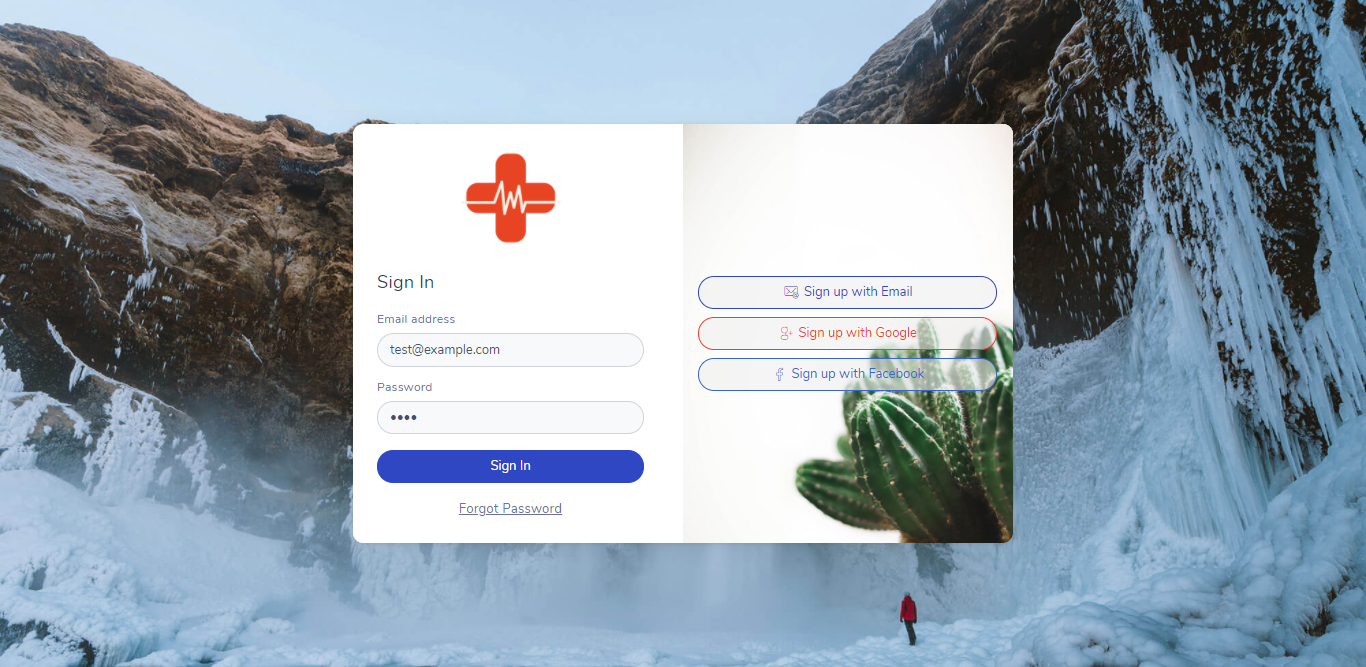 Sign In
Email address
test@example.com
Password
••••
Sign In
Forgot Password
Sign up with Email
Sign up with Google
Sign up with Facebook